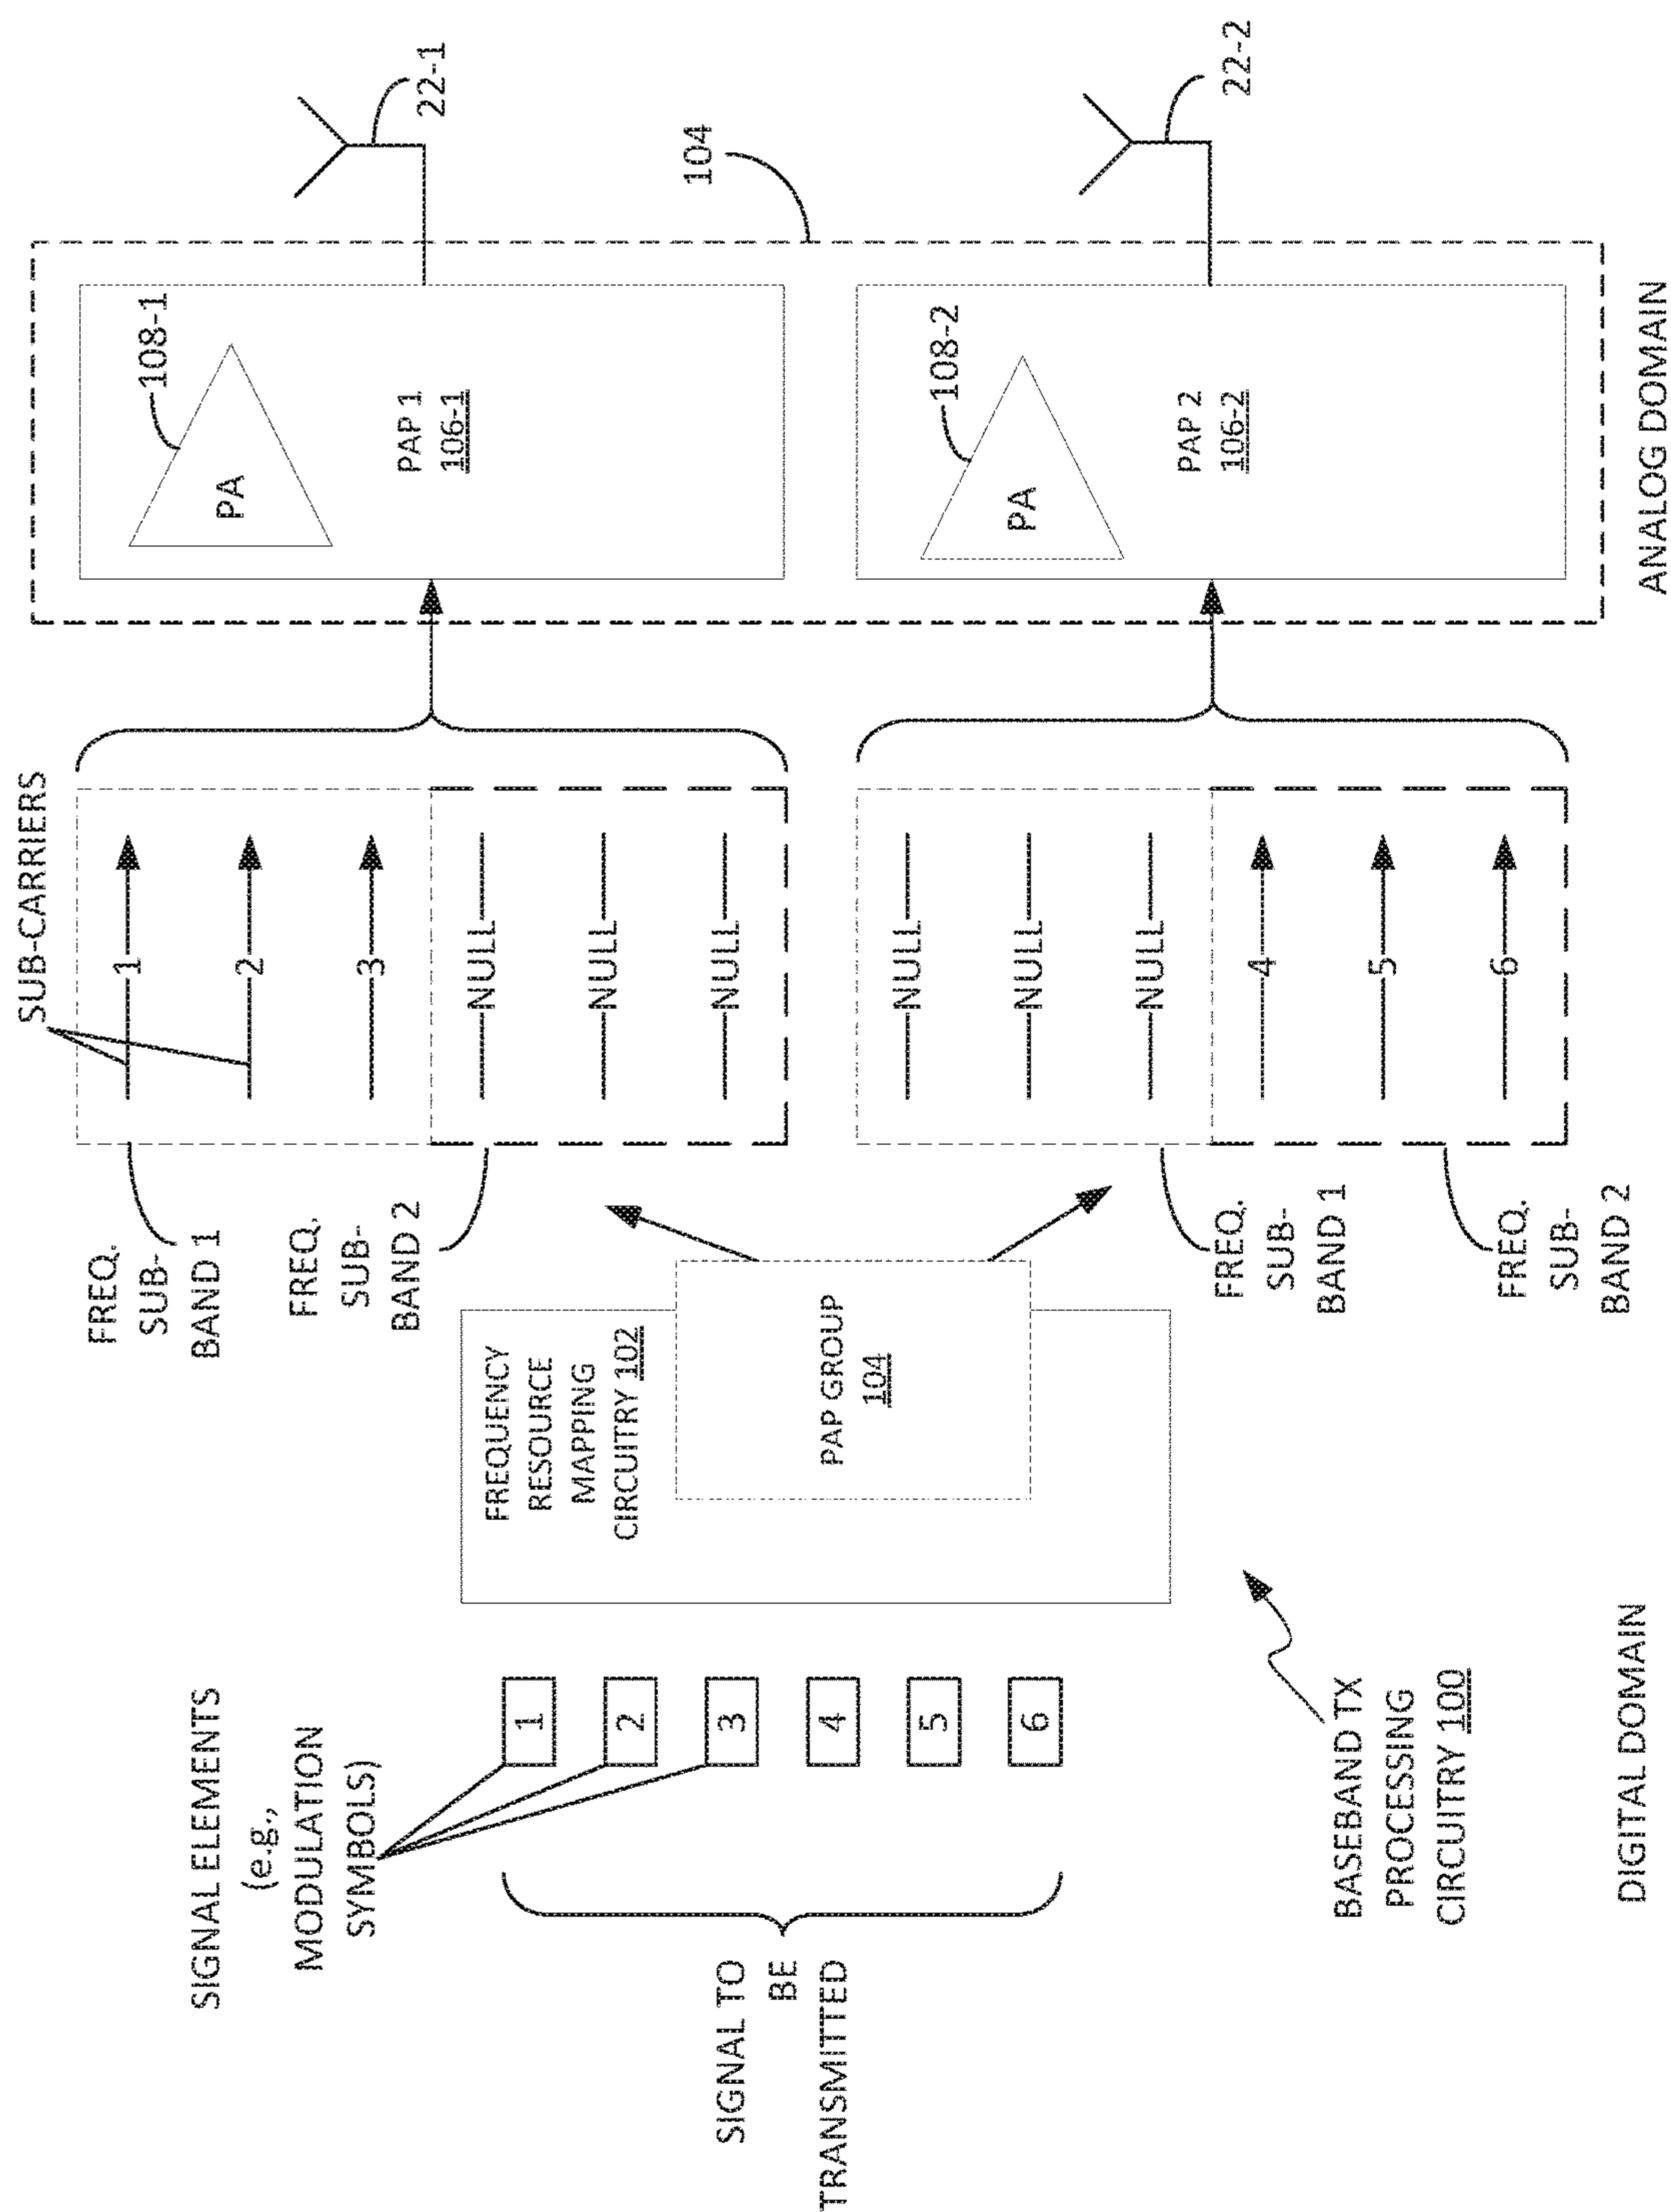 SIGNAL ELEMENTS
(e.g.,
MODULATION
SYMBOLS)
SIGNAL TO
BE
TRANSMITTED
1
2
3
4
5
6
BASEBAND TX
PROCESSING
CIRCUITRY 100
DIGITAL DOMAIN
FREQUENCY
RESOURCE
MAPPING
CIRCUITRY 102
PAP GROUP
104
FREQ.
SUB-
BAND 1
FREQ.
SUB-
BAND 2
FREQ.
SUB-
BAND 1
FREQ.
SUB-
BAND 2
SUB-CARRIERS
1
2
3
NULL
NULL
NULL
NULL
NULL
NULL
4
5
6
108-1
PA
PAP 1
106-1
108-2
PA
PAP 2
106-2
ANALOG DOMAIN
104
22-1
22-2